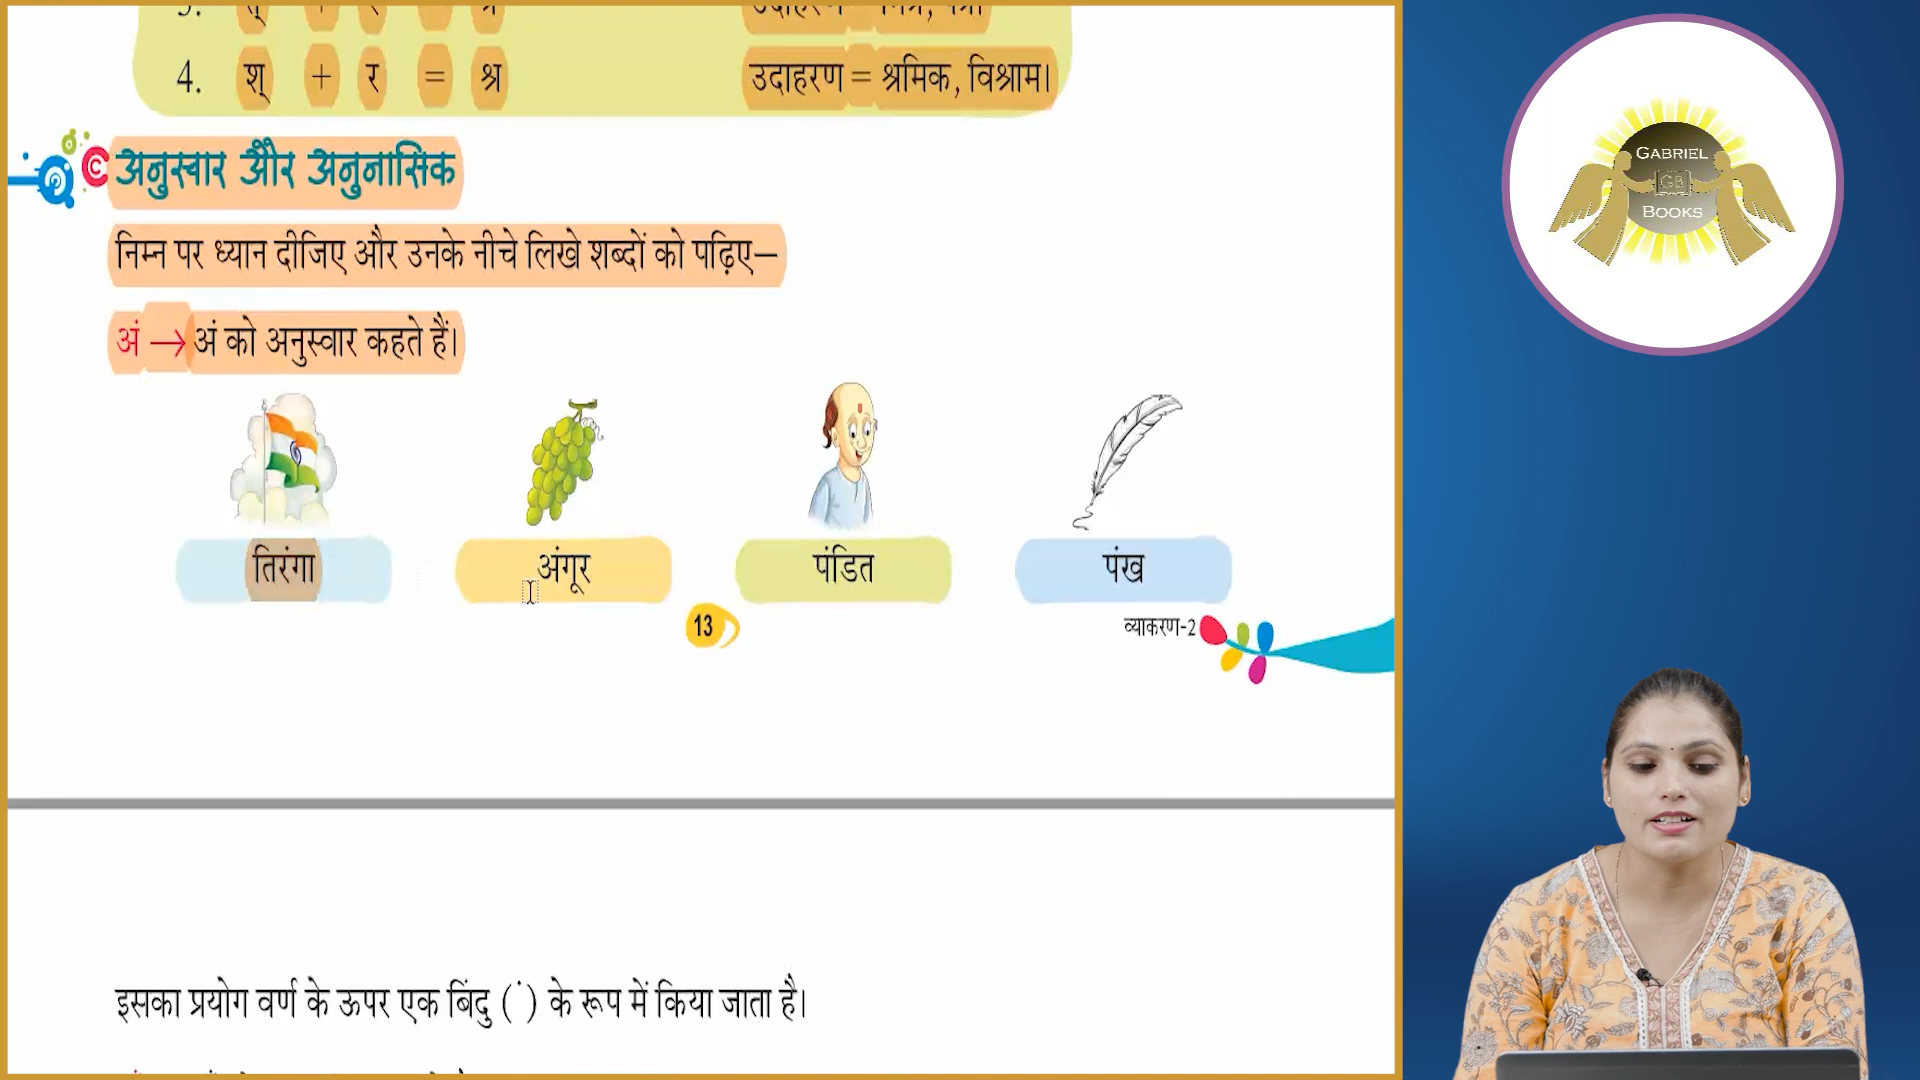 4. श् + र = श्र उदाहरण = श्रमिक, विश्राम।
अनुस्वार और अनुनासिक
निम्न पर ध्यान दीजिए और उनके नीचे लिखे शब्दों को पढ़िए–
अं → अं को अनुस्वार कहते हैं।
तिरंगा अंगूर पंडित पंख
13
व्याकरण-2
इसका प्रयोग वर्ण के ऊपर एक बिंदु ( ं ) के रूप में किया जाता है।
GABRIEL
GB
BOOKS